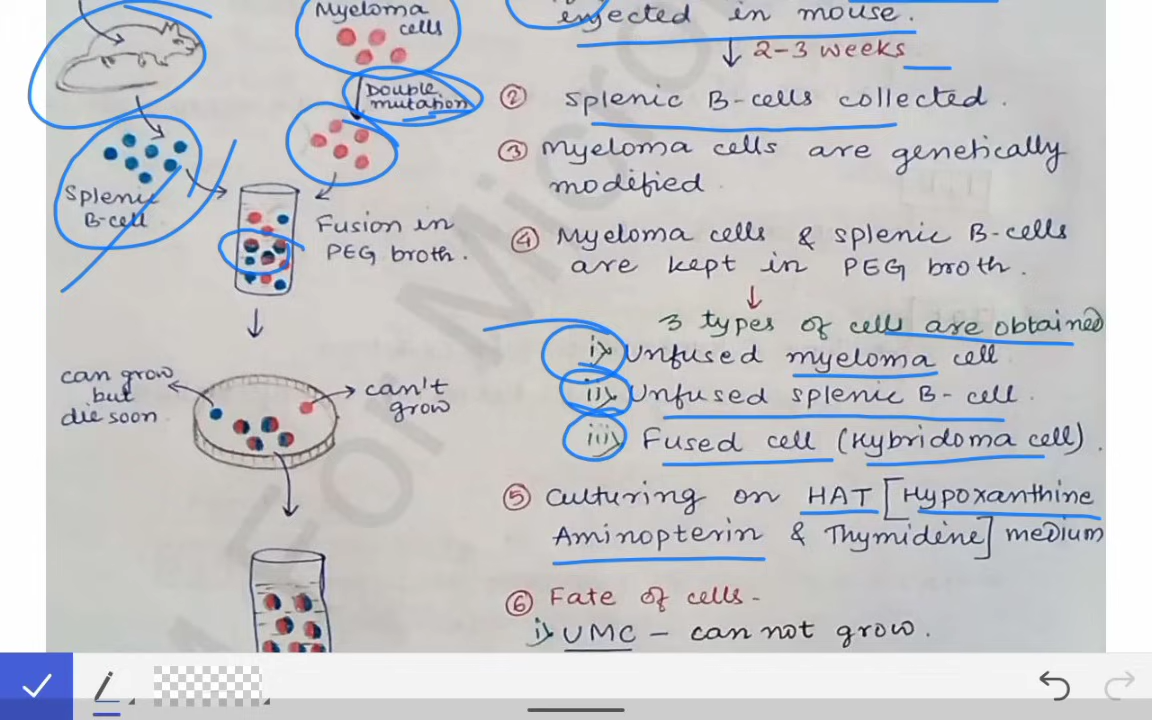 Myeloma
cells
Double
mutation
Splenic
B-cell
Fusion in
PEG broth.
can grow
but
die soon
can't
grow
injected in mouse.
2-3 weeks
② Splenic B-cells collected.
③ Myeloma cells are genetically
modified
④ Myeloma cells & splenic B-cells
are kept in PEG broth.
3 types of cells are obtained
i) Unfused myeloma cell
ii) Unfused splenic B-cell.
iii) Fused cell (Hybridoma cell).
⑤ Culturing on HAT [Hypoxanthine
Aminopterin & Thymidine] medium
⑥ Fate of cells-
i) UMC - can not grow.
For Micro